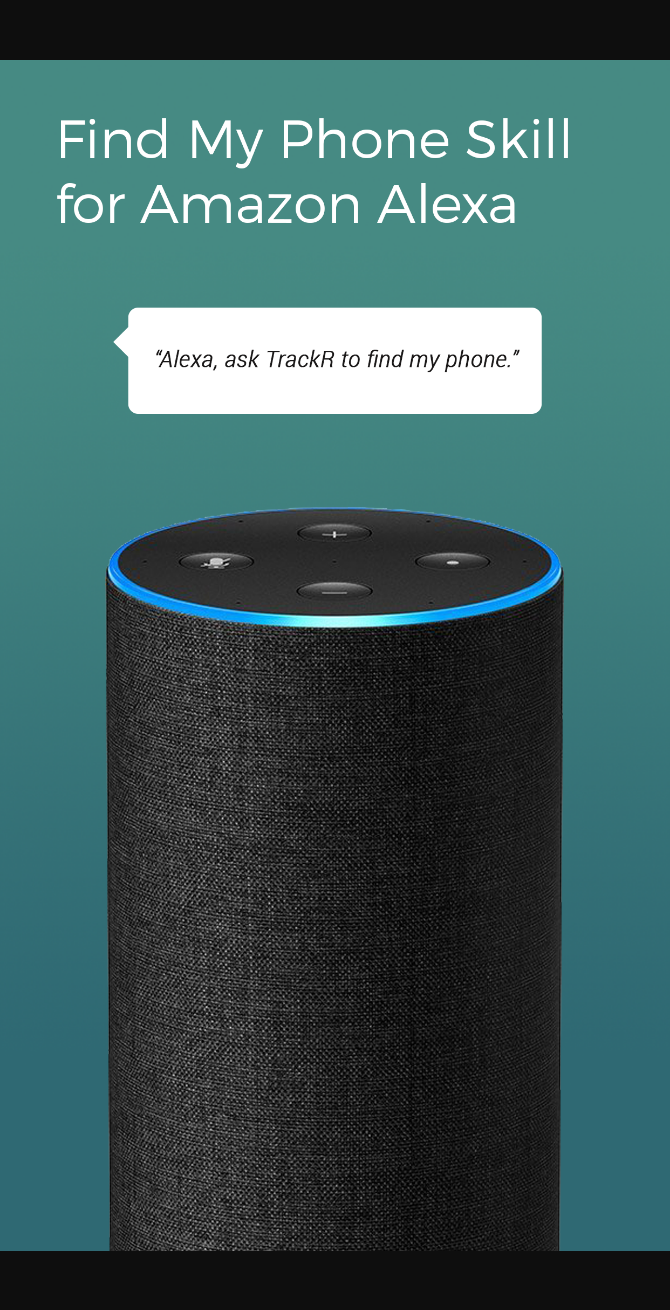 Find My Phone Skill
for Amazon Alexa
“Alexa, ask TrackR to find my phone.”